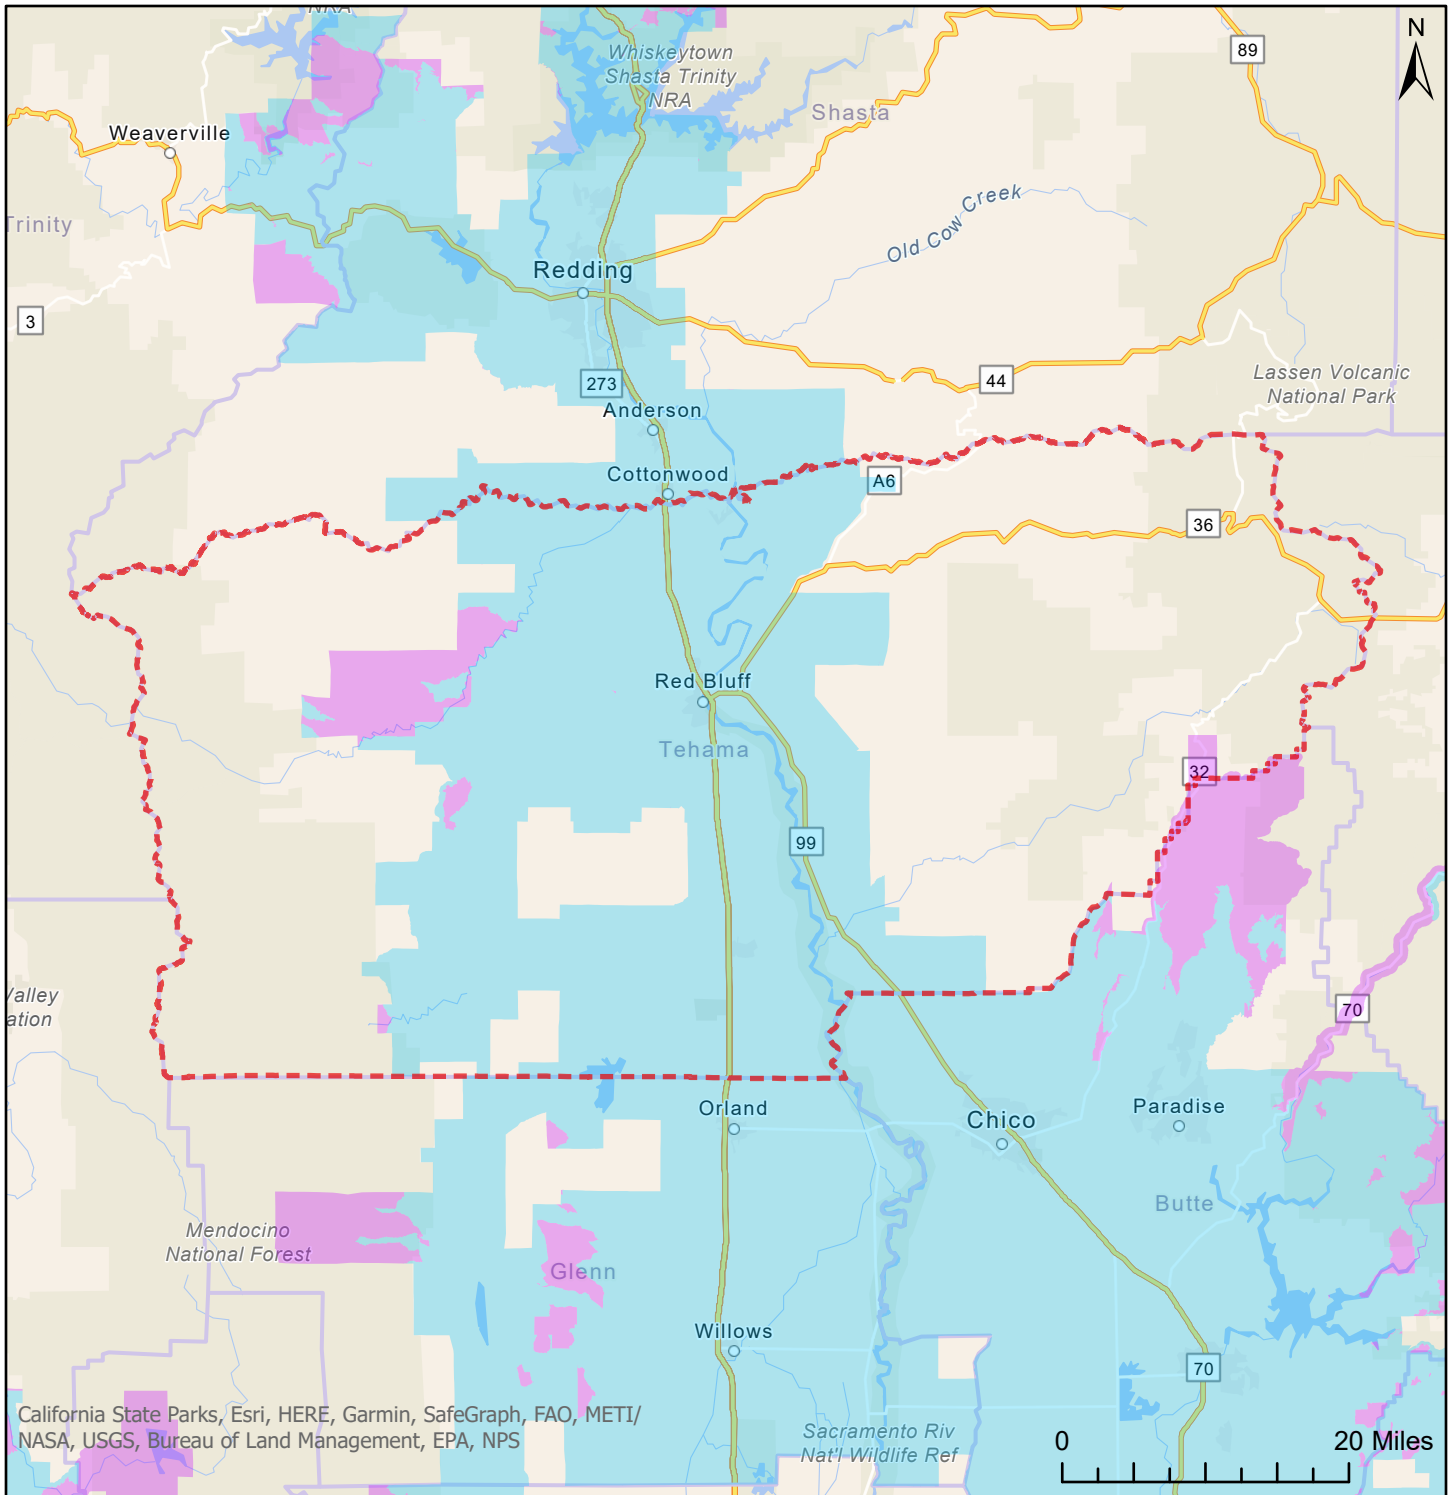 NRA
N
Whiskeytown
Shasta Trinity
NRA
89
Shasta
Weaverville
Trinity
Old Cow Creek
Redding
3
273
44
Lassen Volcanic
National Park
Anderson
Cottonwood
A6
36
Red Bluff
Tehama
32
99
Valley
ation
70
Orland
Chico
Paradise
Butte
Mendocino
National Forest
Glenn
Willows
70
California State Parks, Esri, HERE, Garmin, SafeGraph, FAO, METI/
NASA, USGS, Bureau of Land Management, EPA, NPS
Sacramento Riv
Nat'l Wildlife Ref
0 20 Miles